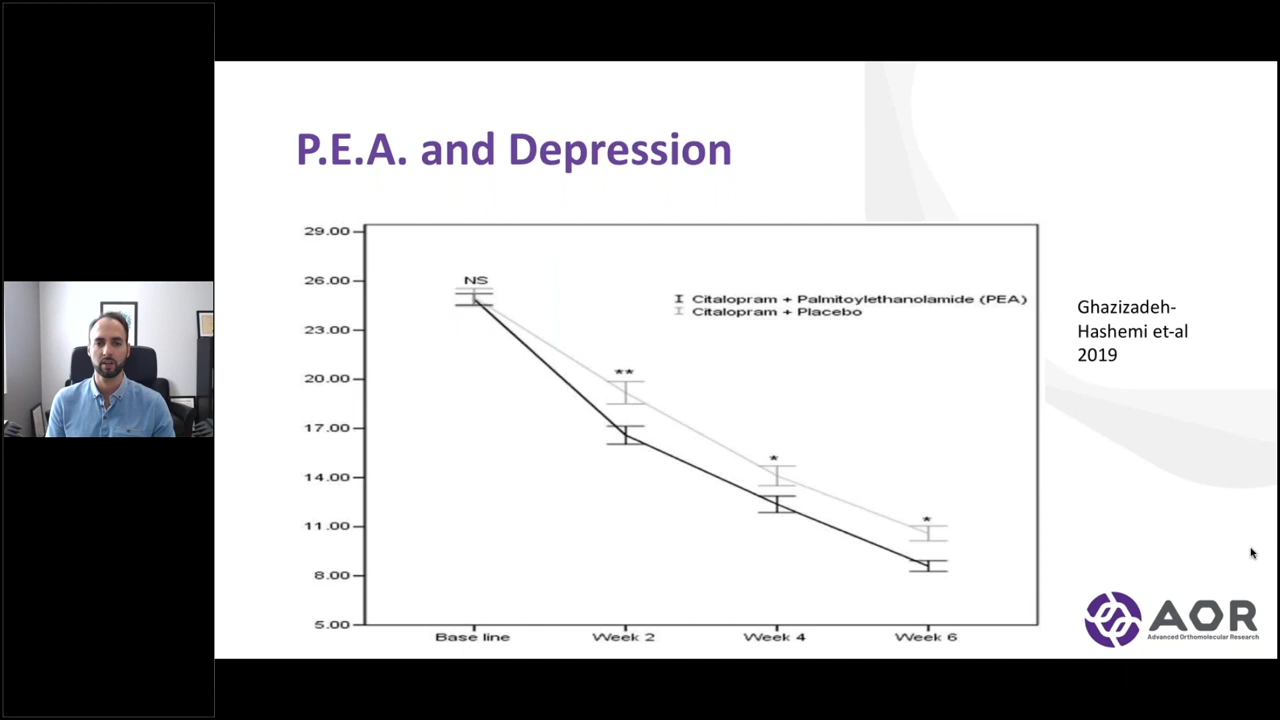 P.E.A. and Depression
29.00
26.00
23.00
20.00
17.00
14.00
11.00
8.00
5.00
NS
**
*
*
Citalopram + Palmitoylethanolamide (PEA)
Citalopram + Placebo
Base line
Week 2
Week 4
Week 6
Ghazizadeh-
Hashemi et-al
2019
AOR
Advanced Orthomolecular Research